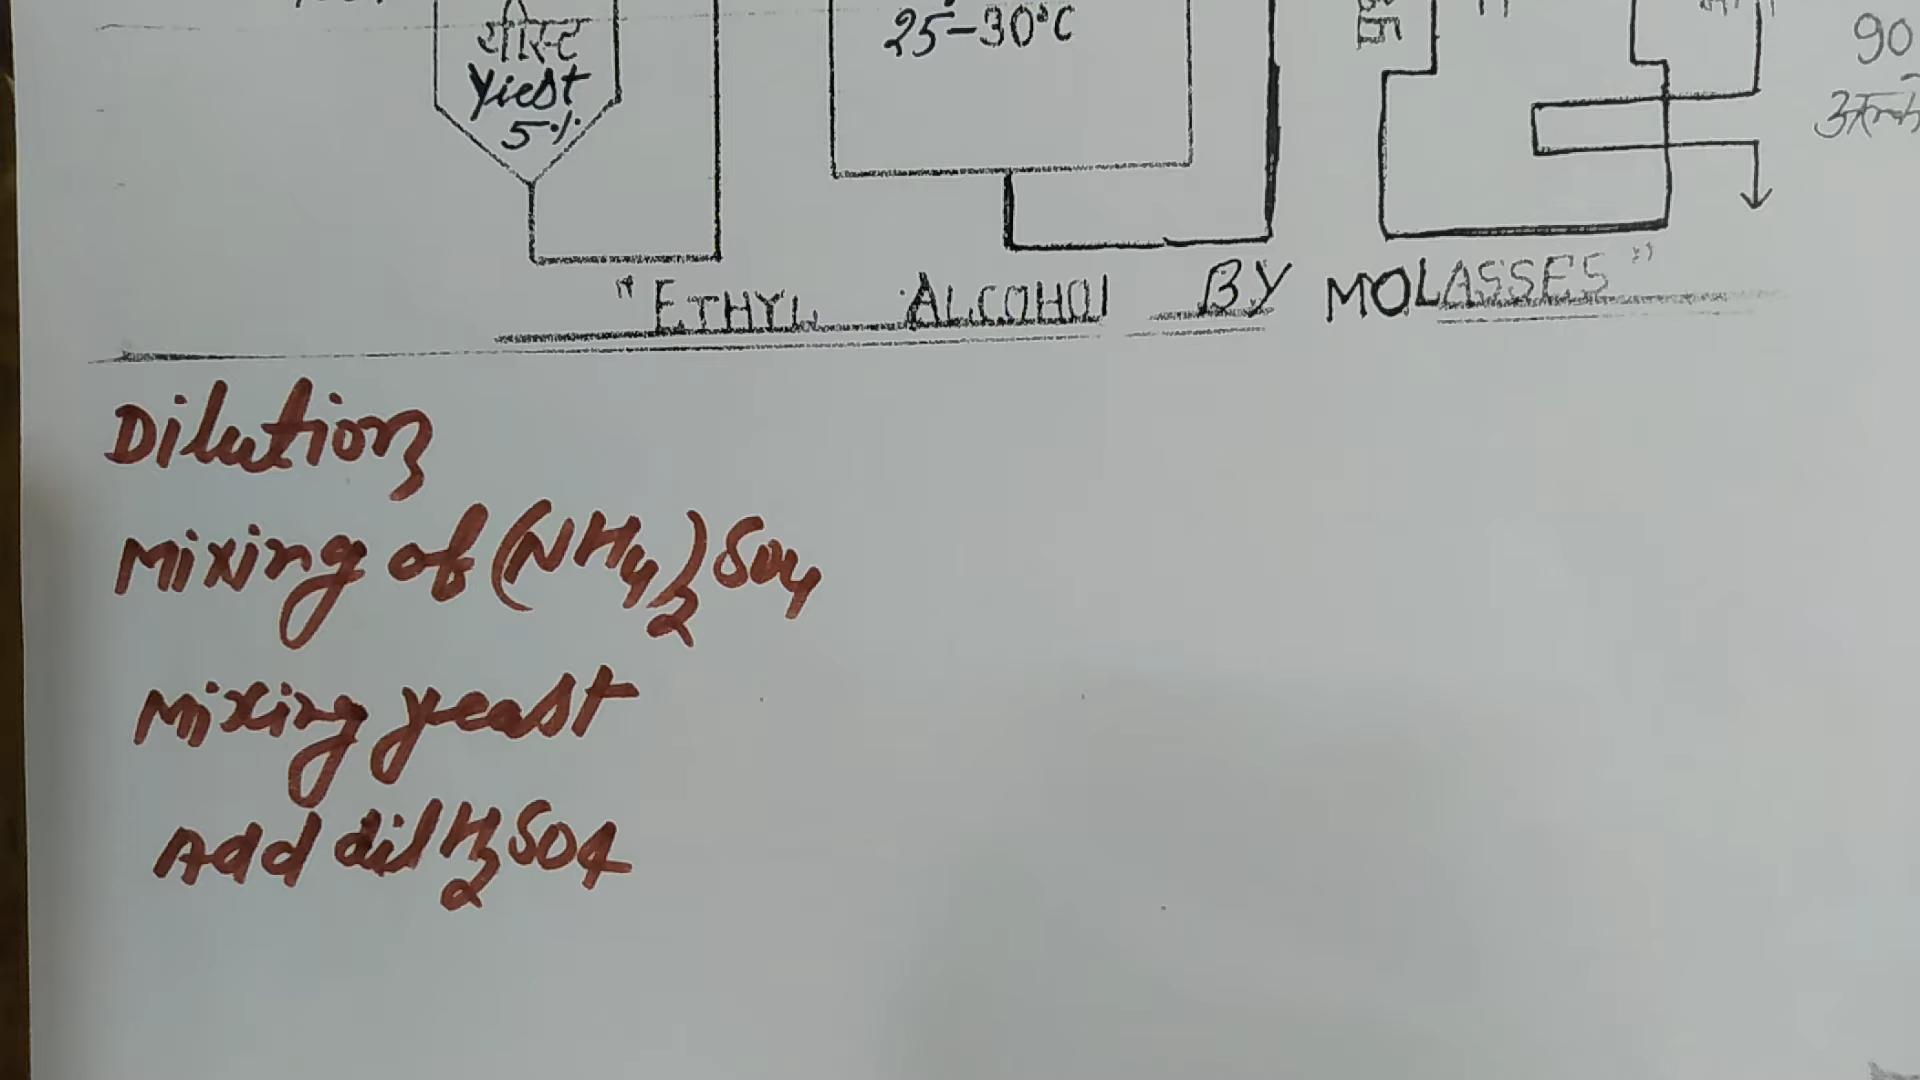 यीस्ट
Yiest
5%
25-30°C
90
"ETHYL ALCOHOL BY MOLASSES"
Dilution
Mixing of (NH4)2SO4
Mixing yeast
Add dil H2SO4